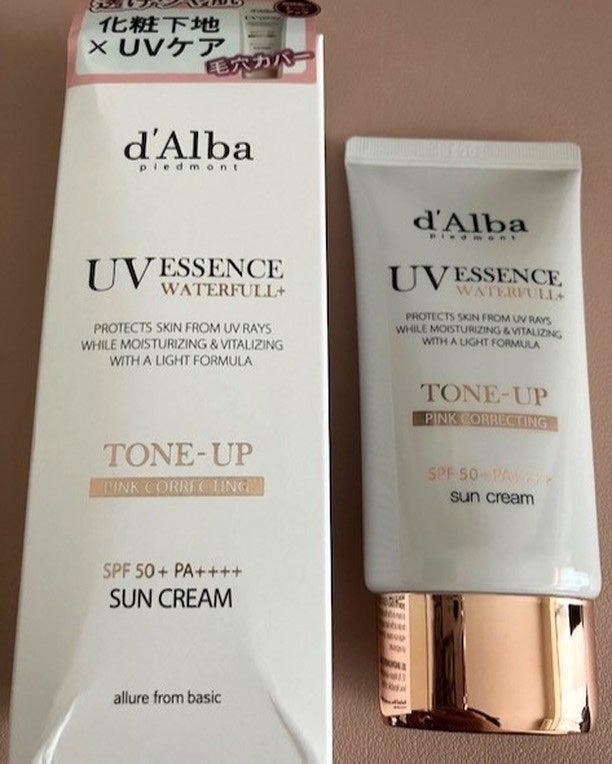 化粧下地
× UVケア
毛穴カバー
d'Alba
piedmont
UV ESSENCE
WATERFULL+
PROTECTS SKIN FROM UV RAYS
WHILE MOISTURIZING & VITALIZING
WITH A LIGHT FORMULA
TONE-UP
PINK CORRECTING
SPF 50+ PA++++
SUN CREAM
allure from basic
d'Alba
piedmont
UV ESSENCE
WATERFULL+
PROTECTS SKIN FROM UV RAYS
WHILE MOISTURIZING & VITALIZING
WITH A LIGHT FORMULA
TONE-UP
PINK CORRECTING
SPF 50+ PA++++
sun cream